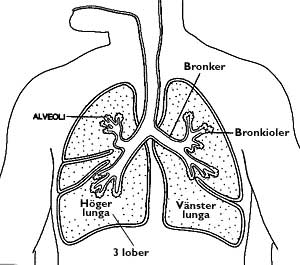 Bronker
ALVEOLI
Bronkioler
Höger
lunga
Vänster
lunga
3 lober